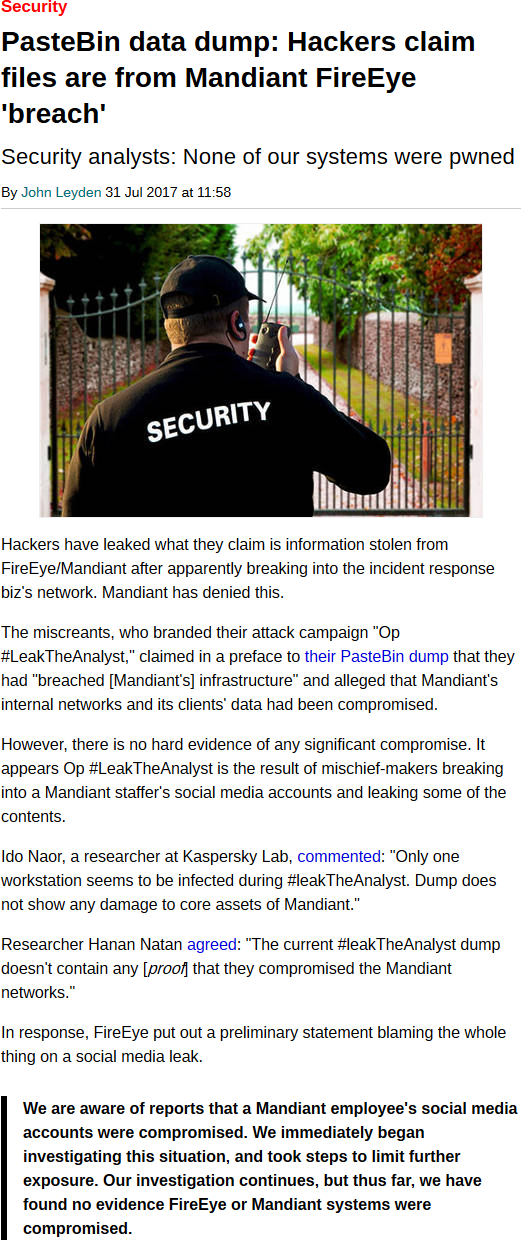 Security
PasteBin data dump: Hackers claim
files are from Mandiant FireEye
'breach'
Security analysts: None of our systems were pwned
By John Leyden 31 Jul 2017 at 11:58
SECURITY
Hackers have leaked what they claim is information stolen from
FireEye/Mandiant after apparently breaking into the incident response
biz's network. Mandiant has denied this.
The miscreants, who branded their attack campaign "Op
#LeakTheAnalyst," claimed in a preface to their PasteBin dump that they
had "breached [Mandiant's] infrastructure" and alleged that Mandiant's
internal networks and its clients' data had been compromised.
However, there is no hard evidence of any significant compromise. It
appears Op #LeakTheAnalyst is the result of mischief-makers breaking
into a Mandiant staffer's social media accounts and leaking some of the
contents.
Ido Naor, a researcher at Kaspersky Lab, commented: "Only one
workstation seems to be infected during #leakTheAnalyst. Dump does
not show any damage to core assets of Mandiant."
Researcher Hanan Natan agreed: "The current #leakTheAnalyst dump
doesn't contain any [proof] that they compromised the Mandiant
networks."
In response, FireEye put out a preliminary statement blaming the whole
thing on a social media leak.
We are aware of reports that a Mandiant employee's social media
accounts were compromised. We immediately began
investigating this situation, and took steps to limit further
exposure. Our investigation continues, but thus far, we have
found no evidence FireEye or Mandiant systems were
compromised.